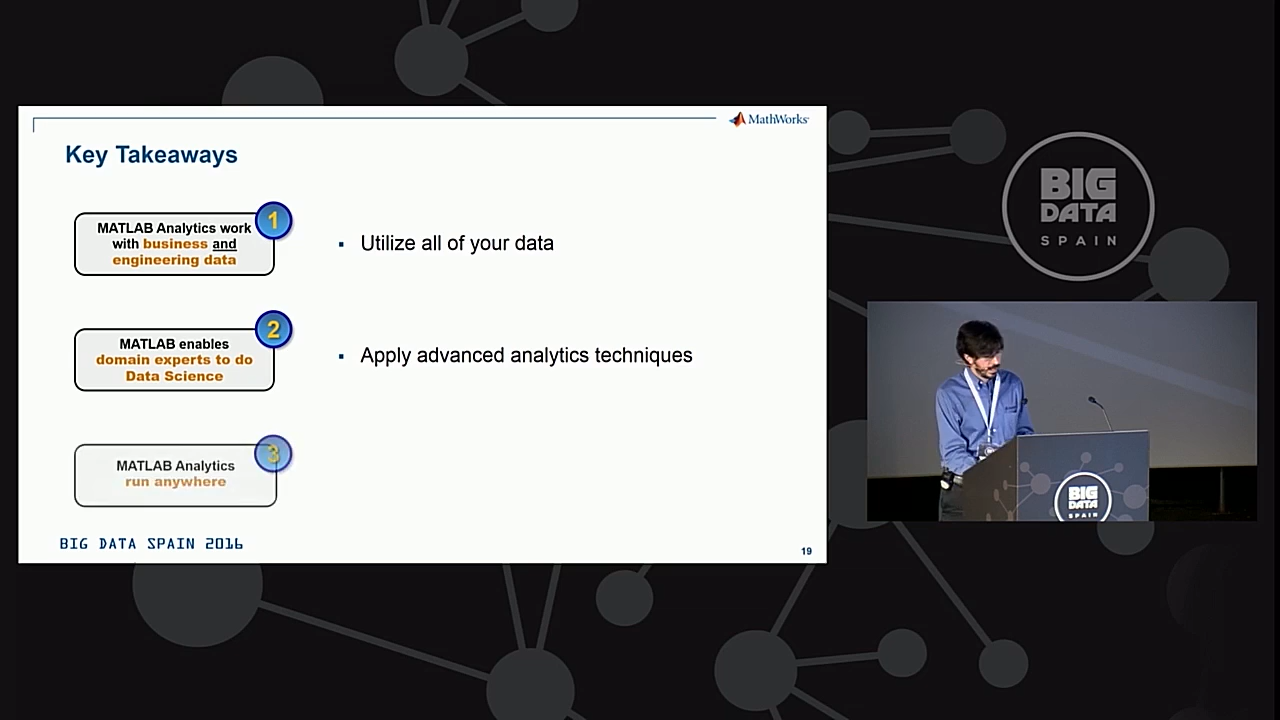 MathWorks
Key Takeaways
1
MATLAB Analytics work
with business and
engineering data
▪ Utilize all of your data
2
MATLAB enables
domain experts to do
Data Science
▪ Apply advanced analytics techniques
3
MATLAB Analytics
run anywhere
BIG DATA SPAIN 2016
19
BIG
DATA
SPAIN
BIG
DATA
SPAIN